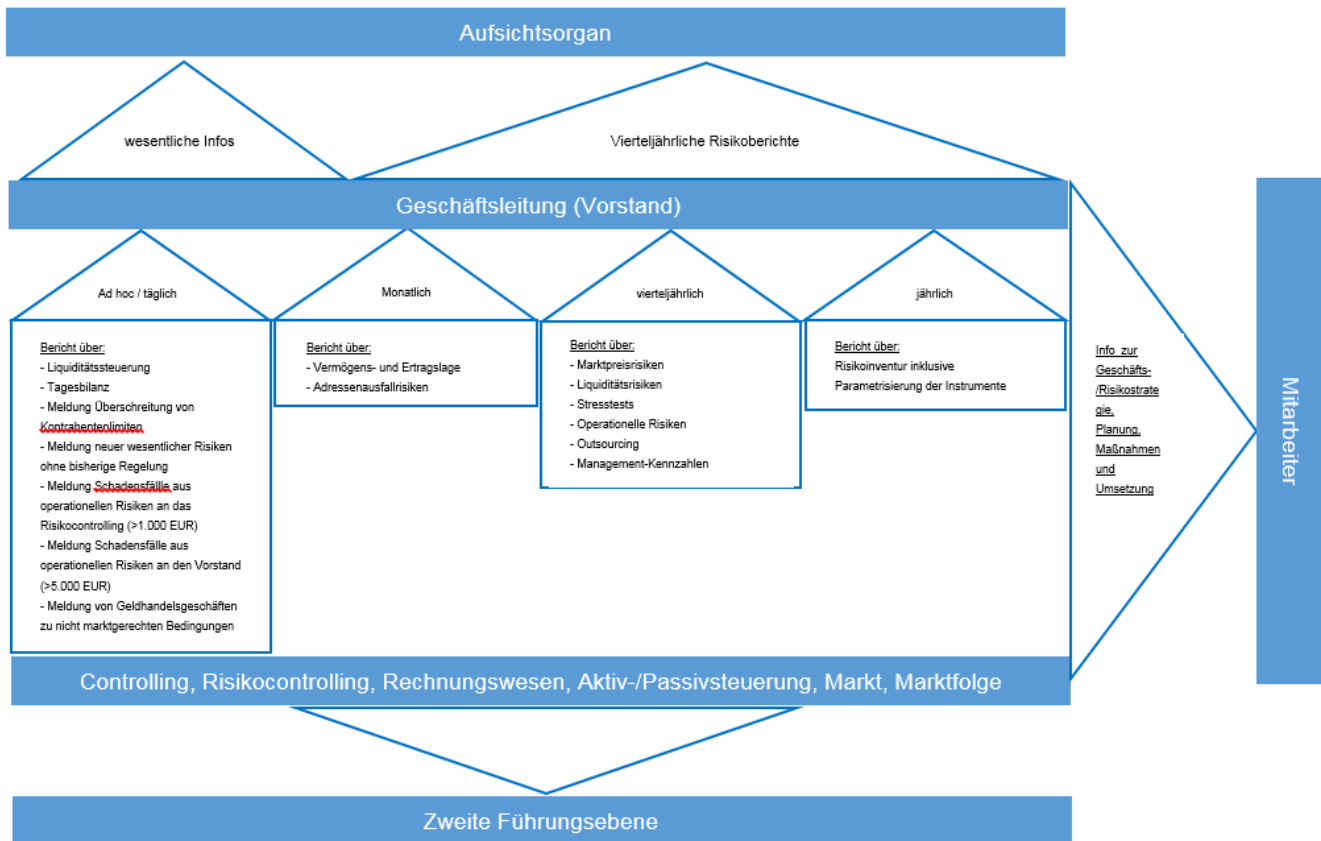 Aufsichtsorgan
wesentliche Infos
Vierteljährliche Risikoberichte
Geschäftsleitung (Vorstand)
Ad hoc / täglich
Monatlich
vierteljährlich
jährlich
Bericht über:
- Liquiditätssteuerung
- Tagesbilanz
- Meldung Überschreitung von
Kontrahentenlimiten
- Meldung neuer wesentlicher Risiken
ohne bisherige Regelung
- Meldung Schadensfällle aus
operationellen Risiken an das
Risikocontrolling (>1.000 EUR)
- Meldung Schadensfälle aus
operationellen Risiken an den Vorstand
(>5.000 EUR)
- Meldung von Geldhandelsgeschäften
zu nicht marktgerechten Bedingungen
Bericht über:
- Vermögens- und Ertragslage
- Adressenausfallrisiken
Bericht über:
- Marktpreisrisiken
- Liquiditätsrisiken
- Stresstests
- Operationelle Risiken
- Outsourcing
- Management-Kennzahlen
Bericht über:
Risikoinventur inklusive
Parametrisierung der Instrumente
Info zur
Geschäfts-
/Risikostrate
gie,
Planung,
Maßnahmen
und
Umsetzung
Mitarbeiter
Controlling, Risikocontrolling, Rechnungswesen, Aktiv-/Passivsteuerung, Markt, Marktfolge
Zweite Führungsebene